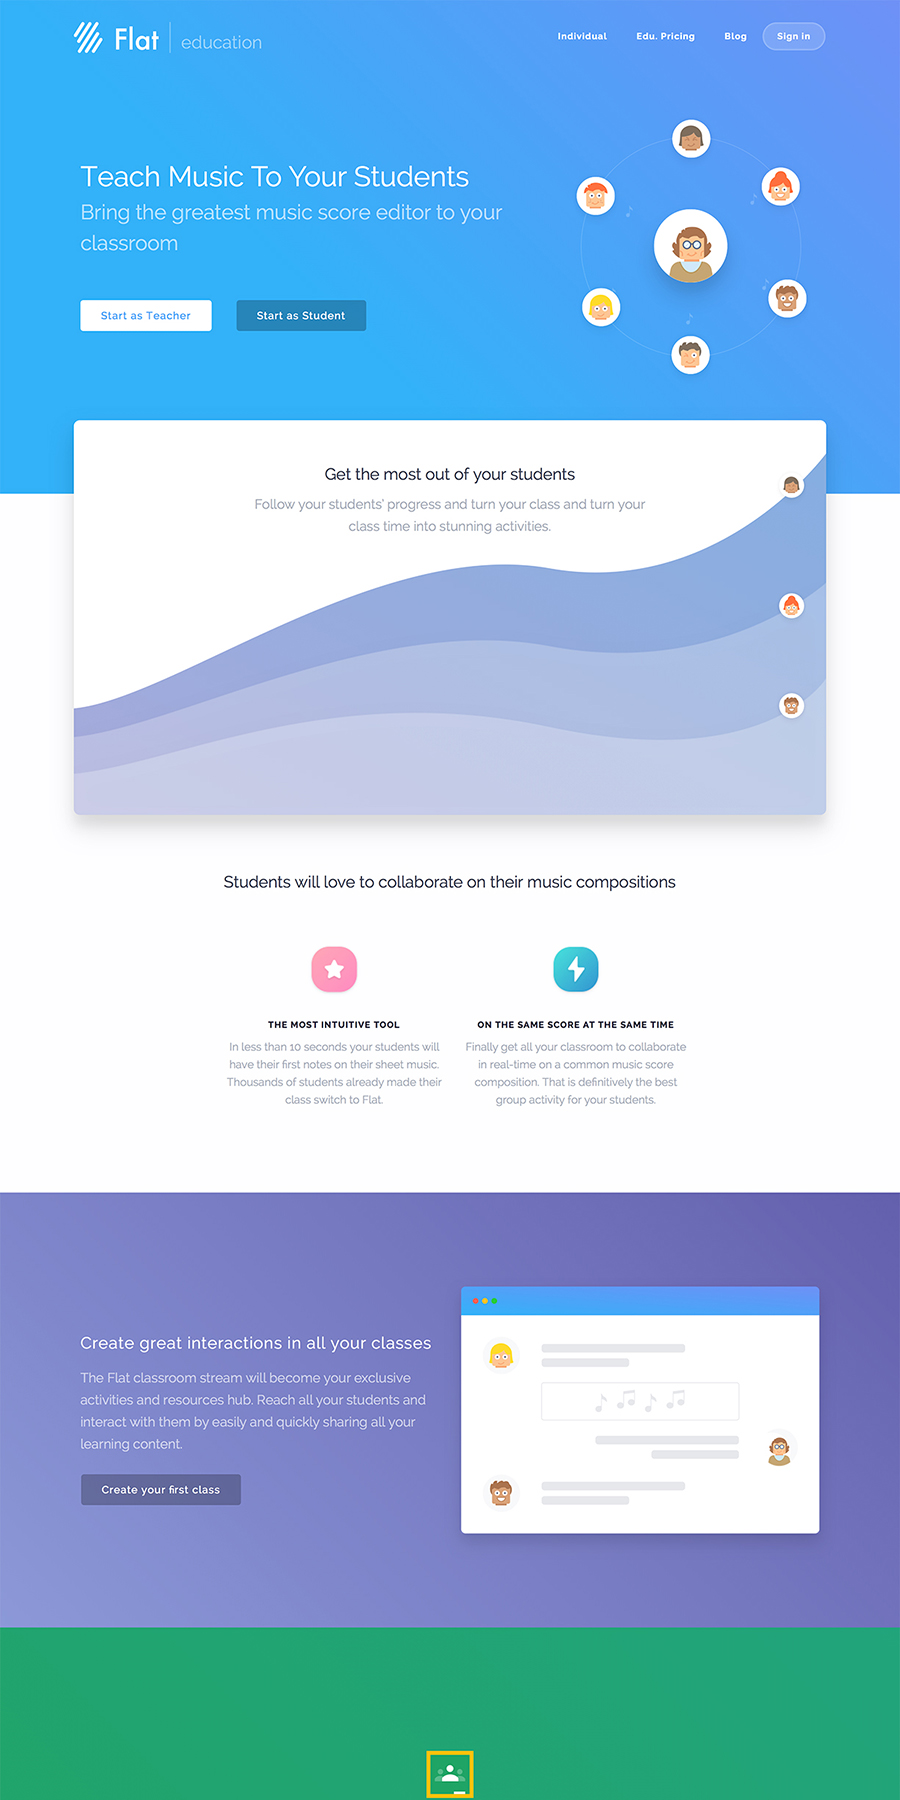 Flat education
Individual Edu. Pricing Blog Sign in
Teach Music To Your Students
Bring the greatest music score editor to your
classroom
Start as Teacher Start as Student
Get the most out of your students
Follow your students' progress and turn your class and turn your
class time into stunning activities.
Students will love to collaborate on their music compositions
THE MOST INTUITIVE TOOL
In less than 10 seconds your students will
have their first notes on their sheet music.
Thousands of students already made their
class switch to Flat.
ON THE SAME SCORE AT THE SAME TIME
Finally get all your classroom to collaborate
in real-time on a common music score
composition. That is definitively the best
group activity for your students.
Create great interactions in all your classes
The Flat classroom stream will become your exclusive
activities and resources hub. Reach all your students and
interact with them by easily and quickly sharing all your
learning content.
Create your first class